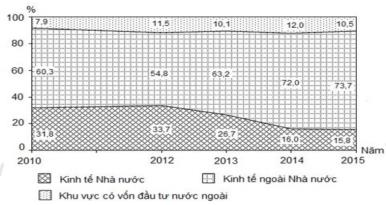 %
100
80
60
40
20
0
7,9 11,5 10,1 12,0 10,5
60,3 54,8 63,2 72,0 73,7
31,8 33,7 26,7 16,0 15,8
2010 2012 2013 2014 2015
Kinh tế Nhà nước Kinh tế ngoài Nhà nước
Khu vực có vốn đầu tư nước ngoài